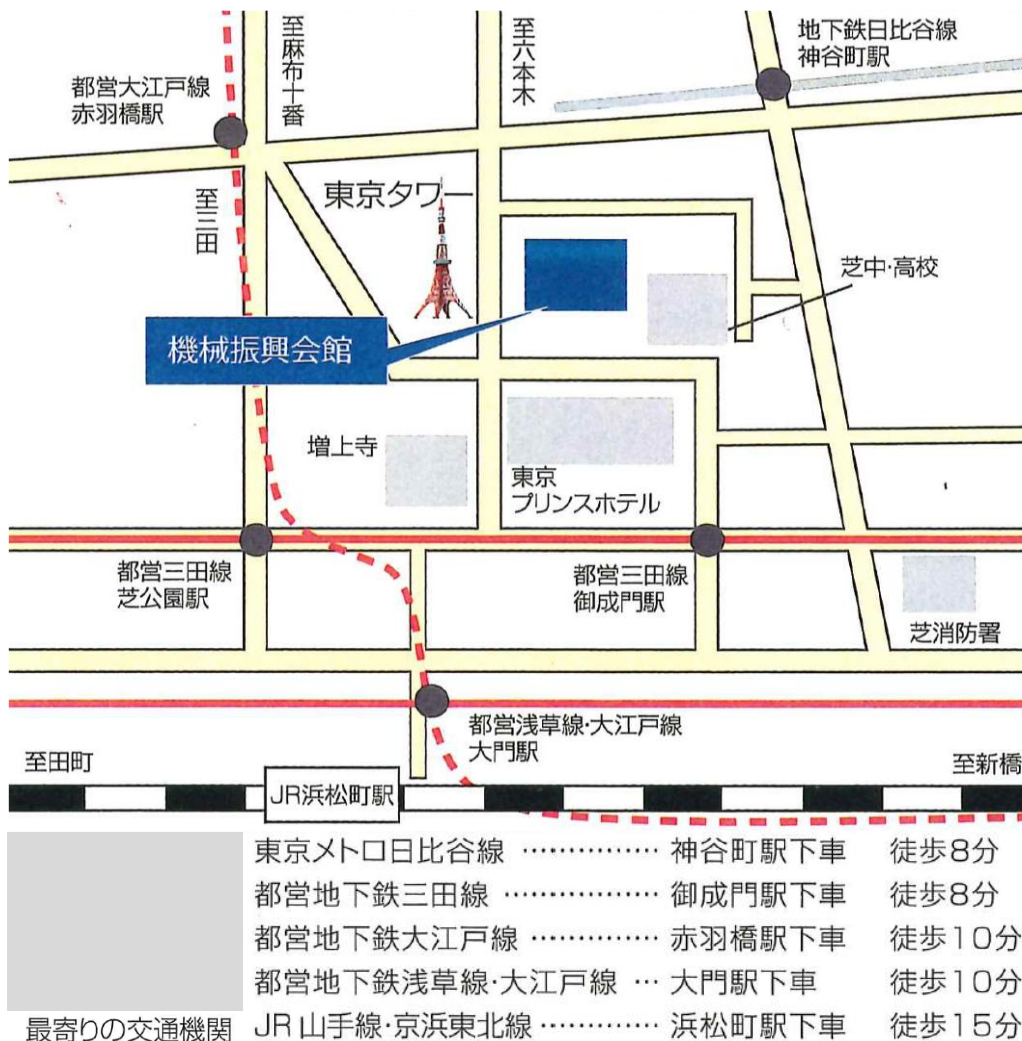 至麻布十番
至六本木
地下鉄日比谷線
神谷町駅
都営大江戸線
赤羽橋駅
東京タワー
至三田
芝中・高校
機械振興会館
増上寺
東京
プリンスホテル
都営三田線
芝公園駅
都営三田線
御成門駅
芝消防署
都営浅草線・大江戸線
大門駅
至田町
至新橋
JR浜松町駅
東京メトロ日比谷線 ‥‥‥‥‥‥‥ 神谷町駅下車 徒歩8分
都営地下鉄三田線 ‥‥‥‥‥‥‥‥ 御成門駅下車 徒歩8分
都営地下鉄大江戸線 ‥‥‥‥‥‥‥ 赤羽橋駅下車 徒歩10分
都営地下鉄浅草線・大江戸線 … 大門駅下車 徒歩10分
最寄りの交通機関 JR 山手線・京浜東北線 ‥‥‥‥‥‥ 浜松町駅下車 徒歩15分